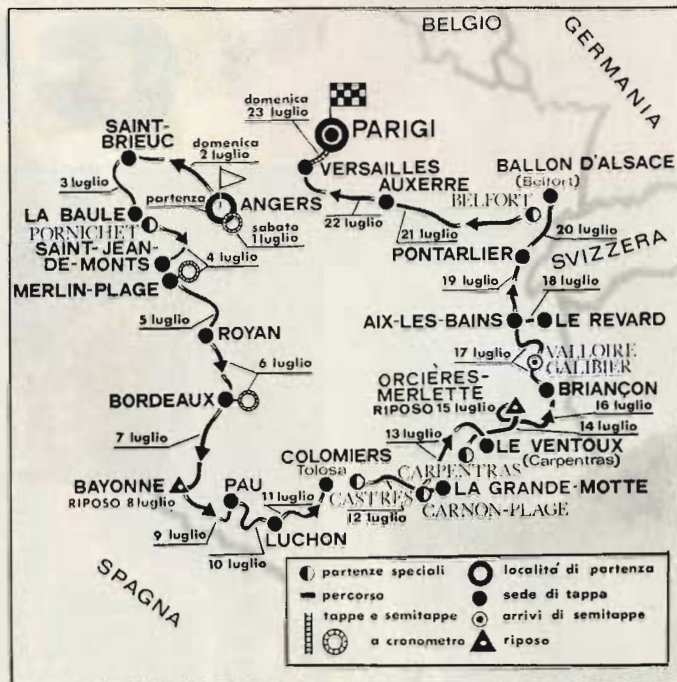 BELGIO
GERMANIA
domenica
23 luglio
PARIGI
SAINT-
BRIEUC
domenica
2 luglio
VERSAILLES
BALLON D'ALSACE
(Belfort)
AUXERRE
BELFORT
3 luglio
partenza
ANGERS
22 luglio
21 luglio
20 luglio
LA BAULE
PORNICHET
sabato
1 luglio
SVIZZERA
SAINT-JEAN-
DE-MONTS
4 luglio
PONTARLIER
MERLIN-PLAGE
19 luglio
18 luglio
5 luglio
AIX-LES-BAINS
LE REVARD
ROYAN
17 luglio
VALLOIRE
GALIBIER
6 luglio
ORCIÈRES-
MERLETTE
RIPOSO 15 luglio
BRIANÇON
16 luglio
BORDEAUX
14 luglio
7 luglio
13 luglio
LE VENTOUX
(Carpentras)
COLOMIERS
Tolosa
CARPENTRAS
BAYONNE
RIPOSO 8 luglio
PAU
11 luglio
CASTRES
LA GRANDE-MOTTE
12 luglio
CARNON-PLAGE
9 luglio
10 luglio
LUCHON
SPAGNA
partenze speciali
località di partenza
percorso
sede di tappa
tappe e semitappe
arrivi di semitappe
a cronometro
riposo